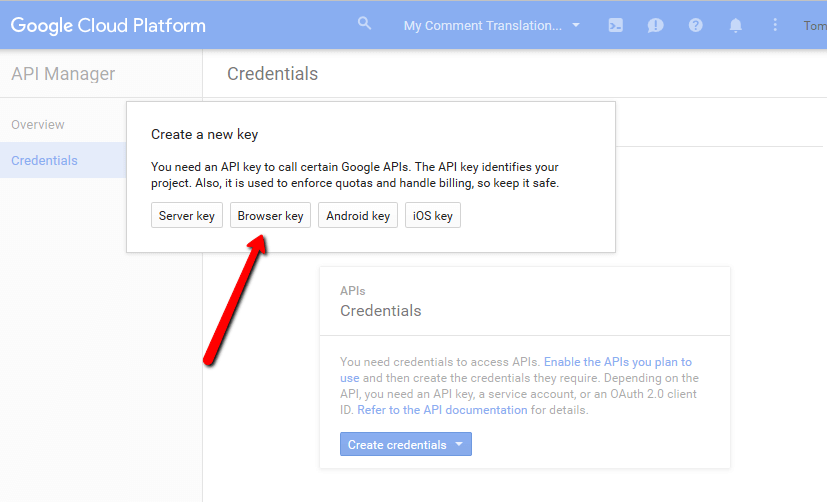 Google Cloud Platform
My Comment Translation...
Tom
API Manager
Credentials
Overview
Credentials
Create a new key
You need an API key to call certain Google APIs. The API key identifies your
project. Also, it is used to enforce quotas and handle billing, so keep it safe.
Server key
Browser key
Android key
iOS key
APIs
Credentials
You need credentials to access APIs. Enable the APIs you plan to
use and then create the credentials they require. Depending on the
API, you need an API key, a service account, or an OAuth 2.0 client
ID. Refer to the API documentation for details.
Create credentials